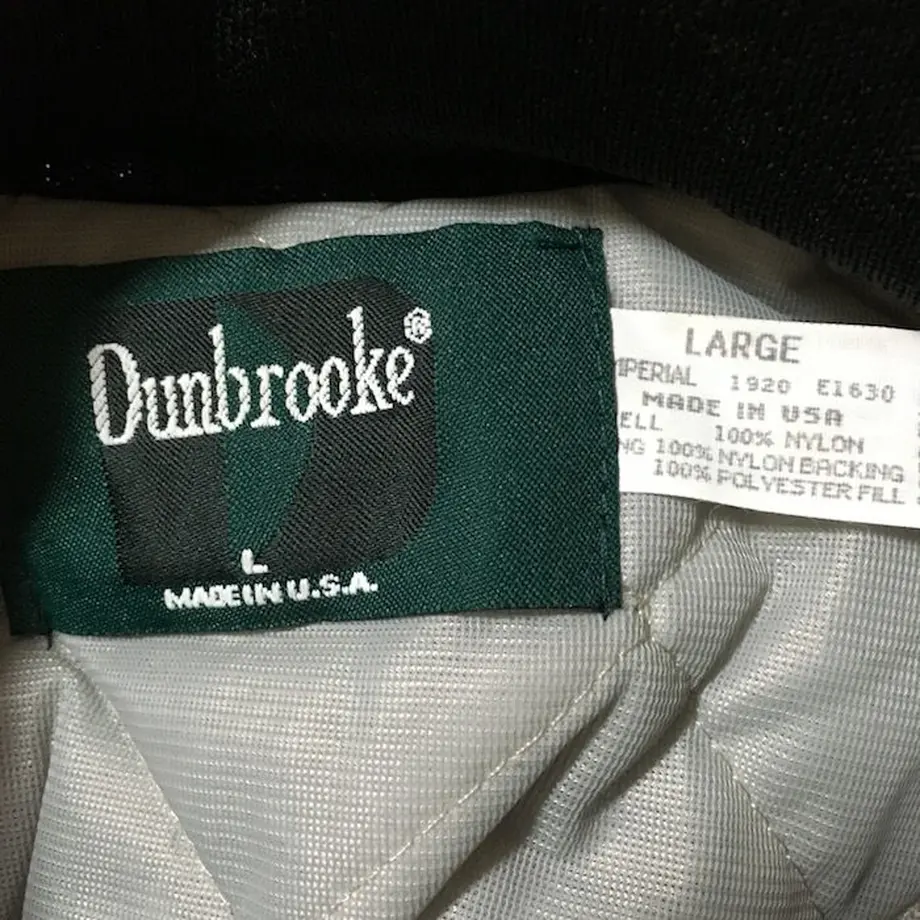 Dunbrooke®
L
MADE IN U.S.A.
LARGE
MPERIAL 1920 E1630
MADE IN USA
ELL 100% NYLON
NG 100% NYLON BACKING
100% POLYESTER FILL